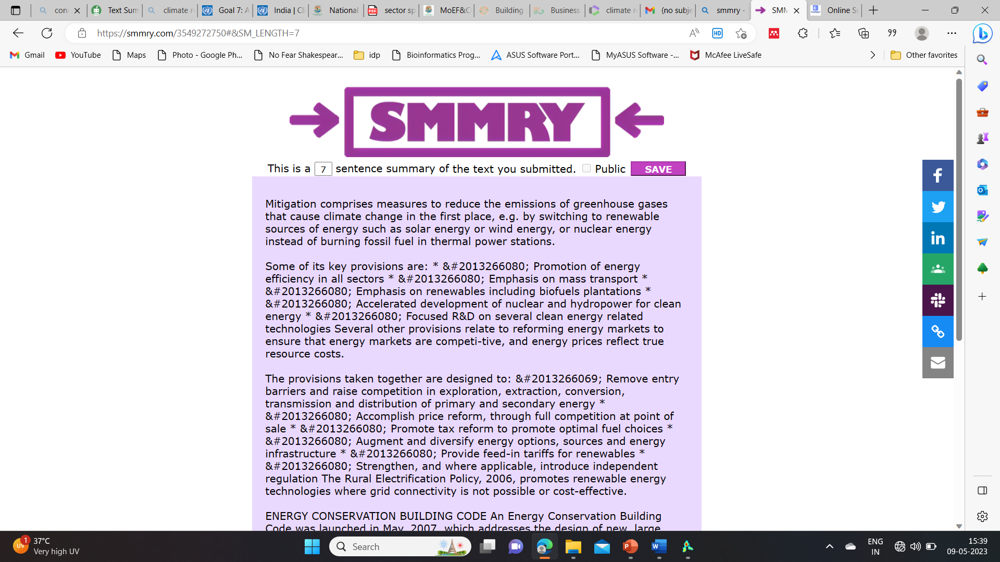 con
Text Sum
climate r
Goal 7: A
India | Cli
National
sector sp
MoEF&C
Building
Business
climate re
(no subje
smmry -
SMM
Online Su
https://smmry.com/3549272750#&SM_LENGTH=7
Gmail
YouTube
Maps
Photo - Google Ph...
No Fear Shakespear...
idp
Bioinformatics Prog...
ASUS Software Port...
MyASUS Software -...
McAfee LiveSafe
Other favorites
SMMRY
This is a 7 sentence summary of the text you submitted. Public SAVE
Mitigation comprises measures to reduce the emissions of greenhouse gases
that cause climate change in the first place, e.g. by switching to renewable
sources of energy such as solar energy or wind energy, or nuclear energy
instead of burning fossil fuel in thermal power stations.
Some of its key provisions are: * &#2013266080; Promotion of energy
efficiency in all sectors * &#2013266080; Emphasis on mass transport *
&#2013266080; Emphasis on renewables including biofuels plantations *
&#2013266080; Accelerated development of nuclear and hydropower for clean
energy * &#2013266080; Focused R&D on several clean energy related
technologies Several other provisions relate to reforming energy markets to
ensure that energy markets are competi-tive, and energy prices reflect true
resource costs.
The provisions taken together are designed to: &#2013266069; Remove entry
barriers and raise competition in exploration, extraction, conversion,
transmission and distribution of primary and secondary energy *
&#2013266080; Accomplish price reform, through full competition at point of
sale * &#2013266080; Promote tax reform to promote optimal fuel choices *
&#2013266080; Augment and diversify energy options, sources and energy
infrastructure * &#2013266080; Provide feed-in tariffs for renewables *
&#2013266080; Strengthen, and where applicable, introduce independent
regulation The Rural Electrification Policy, 2006, promotes renewable energy
technologies where grid connectivity is not possible or cost-effective.
ENERGY CONSERVATION BUILDING CODE An Energy Conservation Building
Code was launched in May, 2007, which addresses the design of new, large
37°C
Very high UV
Search
ENG
IN
15:39
09-05-2023